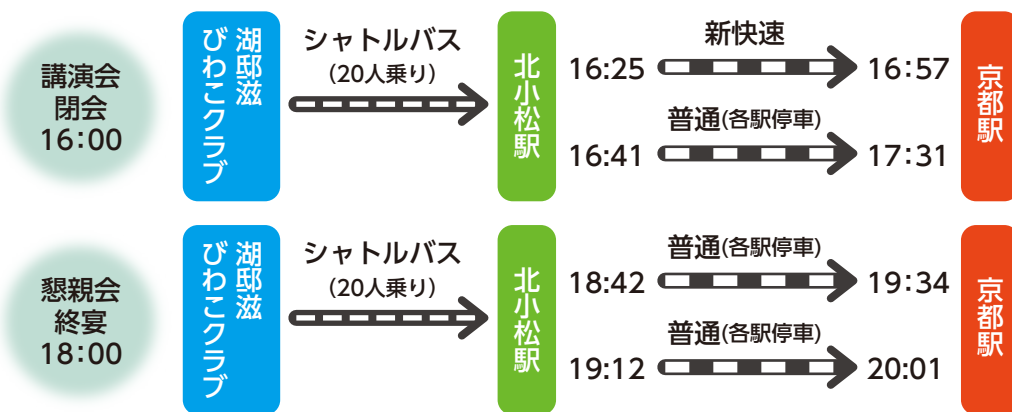 講演会
閉会
16:00
湖邸滋
びわこクラブ
シャトルバス
(20人乗り)
北小松駅
新快速
16:25
16:57
普通(各駅停車)
16:41
17:31
京都駅
懇親会
終宴
18:00
湖邸滋
びわこクラブ
シャトルバス
(20人乗り)
北小松駅
普通(各駅停車)
18:42
19:34
普通(各駅停車)
19:12
20:01
京都駅